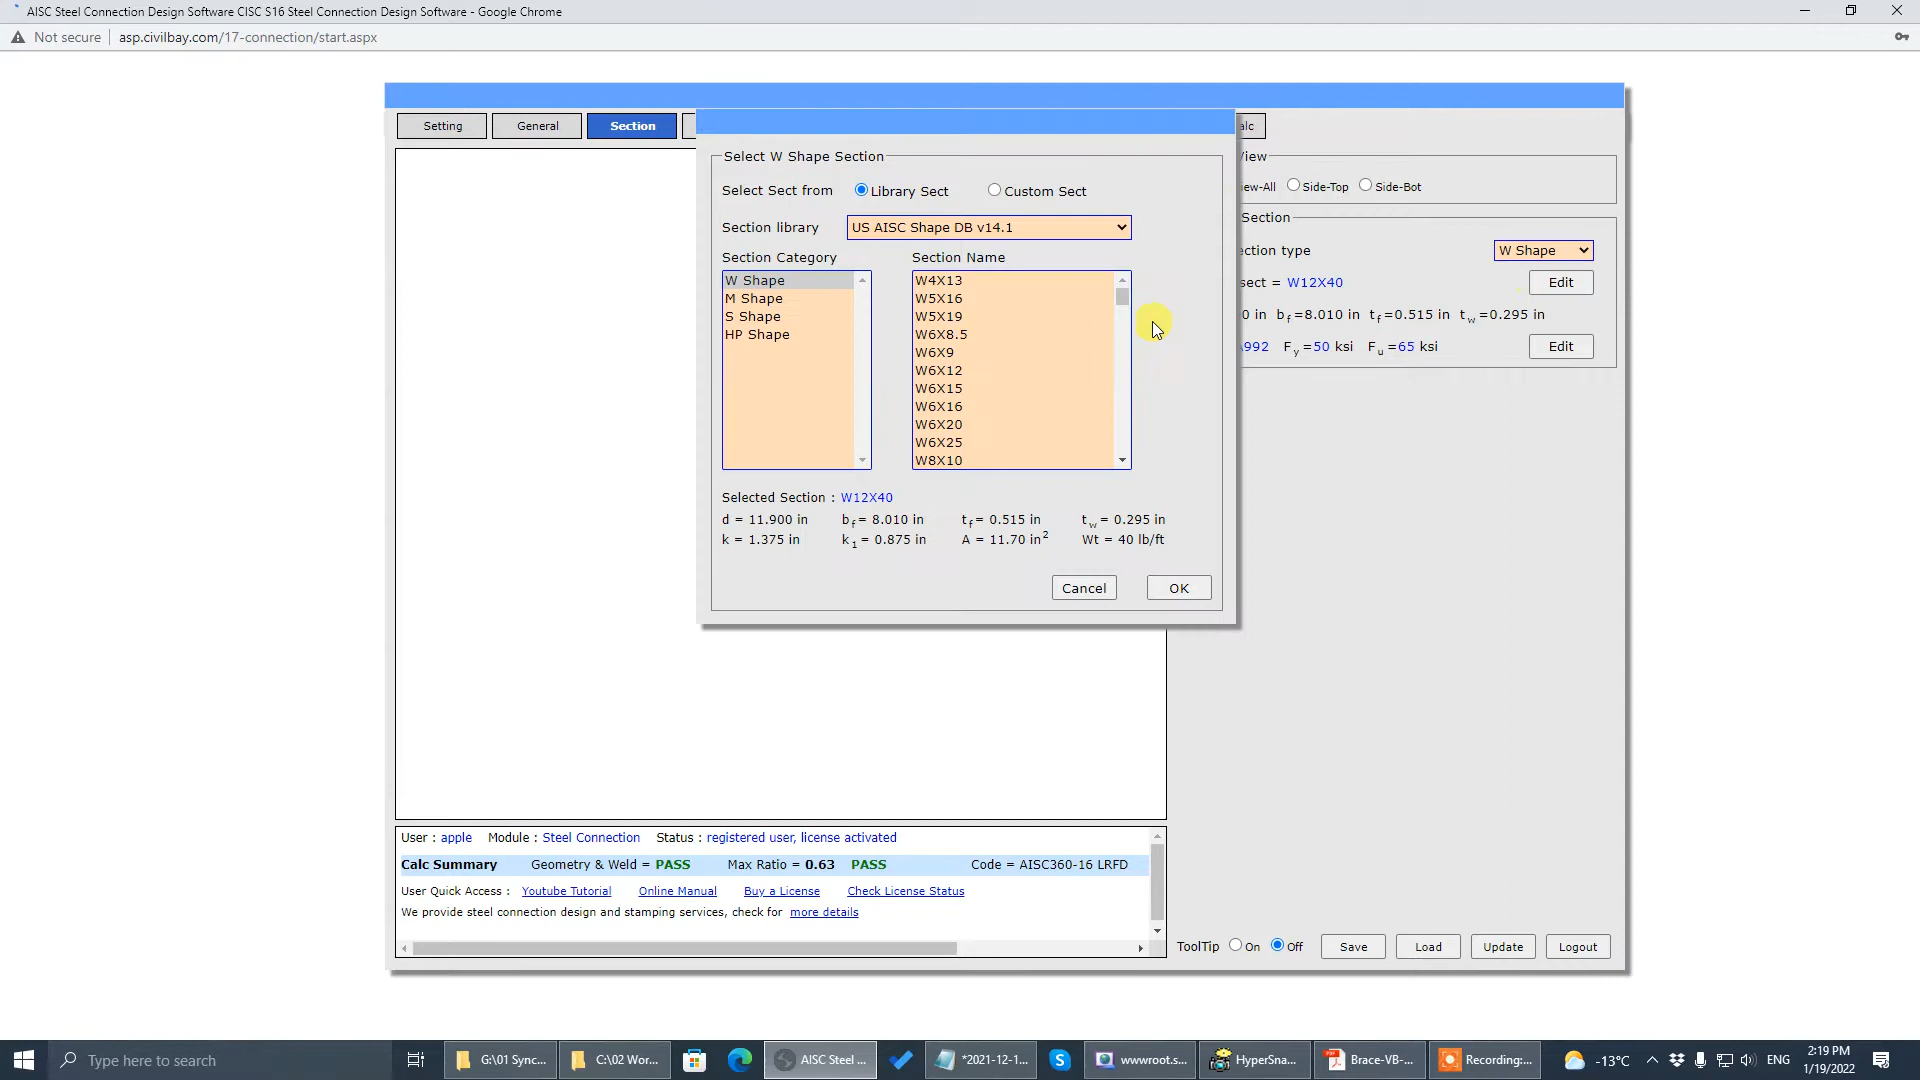 AISC Steel Connection Design Software CISC S16 Steel Connection Design Software - Google Chrome
Not secure asp.civilbay.com/17-connection/start.aspx
Setting General Section alc
Select W Shape Section
Select Sect from Library Sect Custom Sect
Section library US AISC Shape DB v14.1
Section Category Section Name
W Shape
M Shape
S Shape
HP Shape
W4X13
W5X16
W5X19
W6X8.5
W6X9
W6X12
W6X15
W6X16
W6X20
W6X25
W8X10
Selected Section : W12X40
d = 11.900 in bf= 8.010 in tf= 0.515 in tw= 0.295 in
k = 1.375 in k1 = 0.875 in A = 11.70 in2 Wt = 40 lb/ft
Cancel OK
iew
ew-All Side-Top Side-Bot
Section
ection type W Shape
sect = W12X40 Edit
0 in bf=8.010 in tf=0.515 in tw=0.295 in
A992 Fy=50 ksi Fu=65 ksi Edit
User : apple Module : Steel Connection Status : registered user, license activated
Calc Summary Geometry & Weld = PASS Max Ratio = 0.63 PASS Code = AISC360-16 LRFD
User Quick Access : Youtube Tutorial Online Manual Buy a License Check License Status
We provide steel connection design and stamping services, check for more details
ToolTip On Off Save Load Update Logout
Type here to search
G:\01 Sync...
C:\02 Wor...
AISC Steel ...
*2021-12-1...
wwwroot.s...
HyperSna...
Brace-VB-...
Recording:...
-13°C
ENG
2:19 PM
1/19/2022